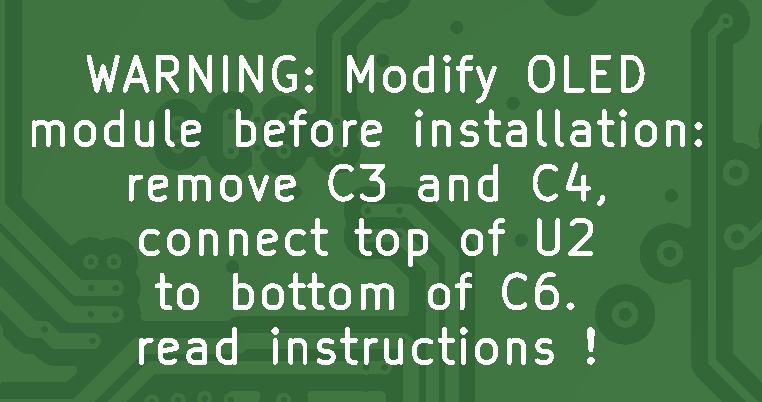 WARNING: Modify OLED
module before installation:
remove C3 and C4,
connect top of U2
to bottom of C6.
read instructions !